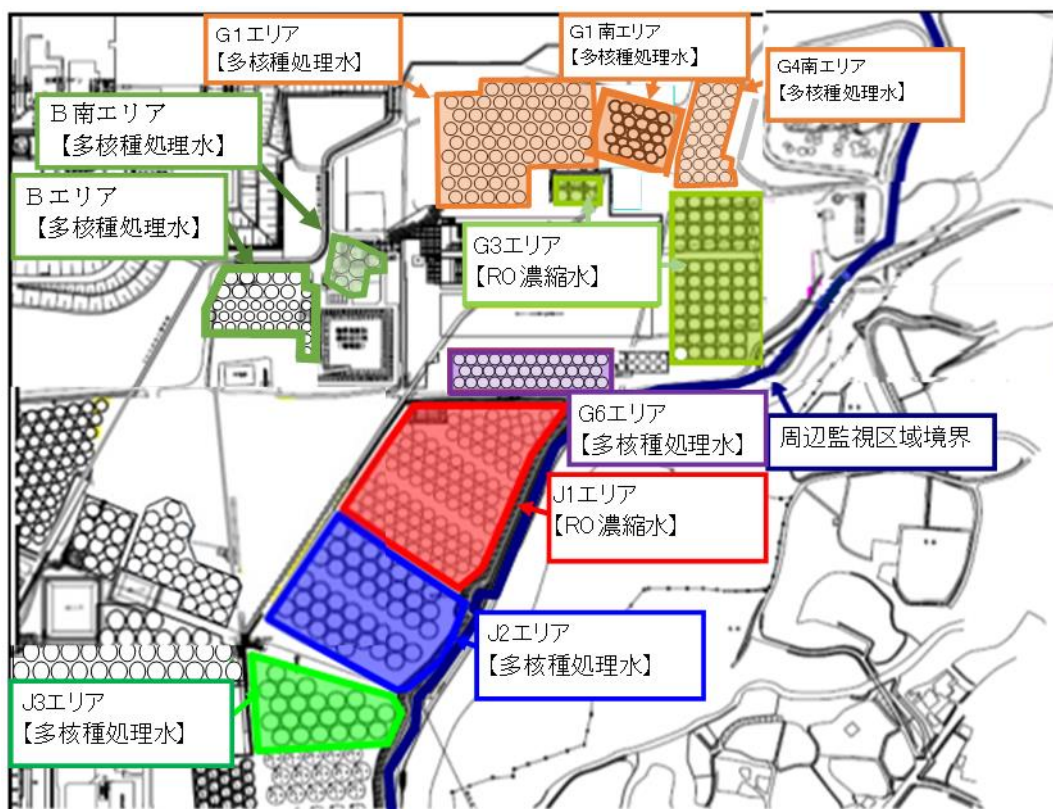 G1エリア
【多核種処理水】
G1南エリア
【多核種処理水】
G4南エリア
【多核種処理水】
B南エリア
【多核種処理水】
Bエリア
【多核種処理水】
G3エリア
【RO濃縮水】
G6エリア
【多核種処理水】
周辺監視区域境界
J1エリア
【RO濃縮水】
J2エリア
【多核種処理水】
J3エリア
【多核種処理水】